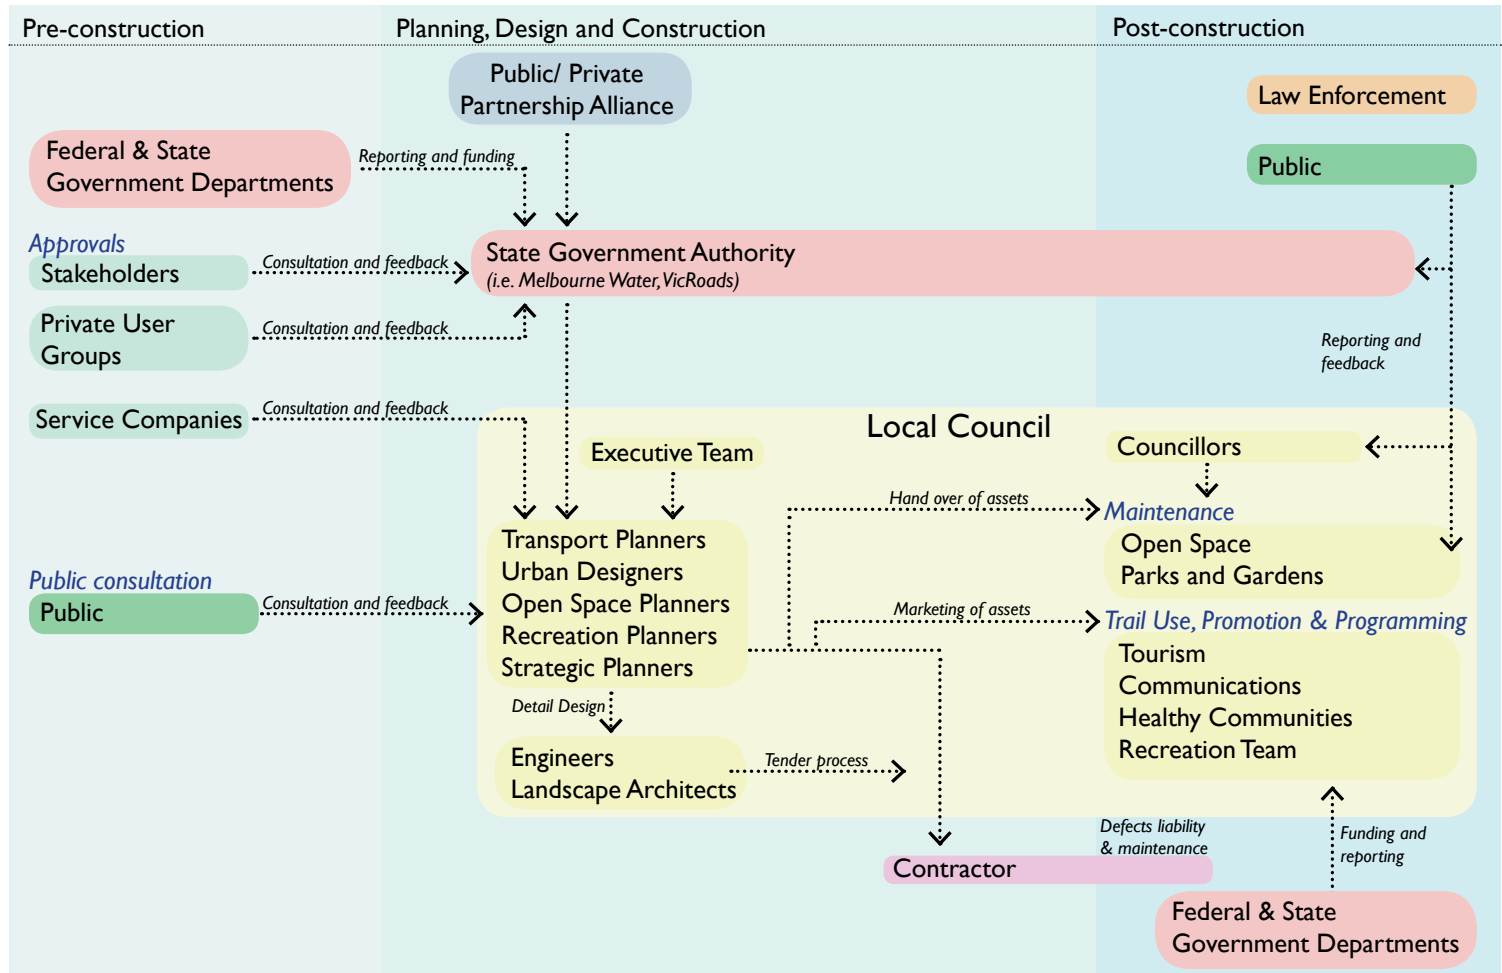 Pre-construction
Planning, Design and Construction
Post-construction
Public/ Private
Partnership Alliance
Law Enforcement
Federal & State
Government Departments
Reporting and funding
Public
Approvals
Stakeholders
Consultation and feedback
State Government Authority
(i.e. Melbourne Water, VicRoads)
Private User
Groups
Consultation and feedback
Reporting and
feedback
Service Companies
Consultation and feedback
Local Council
Executive Team
Councillors
Hand over of assets
Maintenance
Open Space
Parks and Gardens
Transport Planners
Urban Designers
Open Space Planners
Recreation Planners
Strategic Planners
Public consultation
Public
Consultation and feedback
Marketing of assets
Trail Use, Promotion & Programming
Tourism
Communications
Healthy Communities
Recreation Team
Detail Design
Engineers
Landscape Architects
Tender process
Defects liability
& maintenance
Contractor
Funding and
reporting
Federal & State
Government Departments